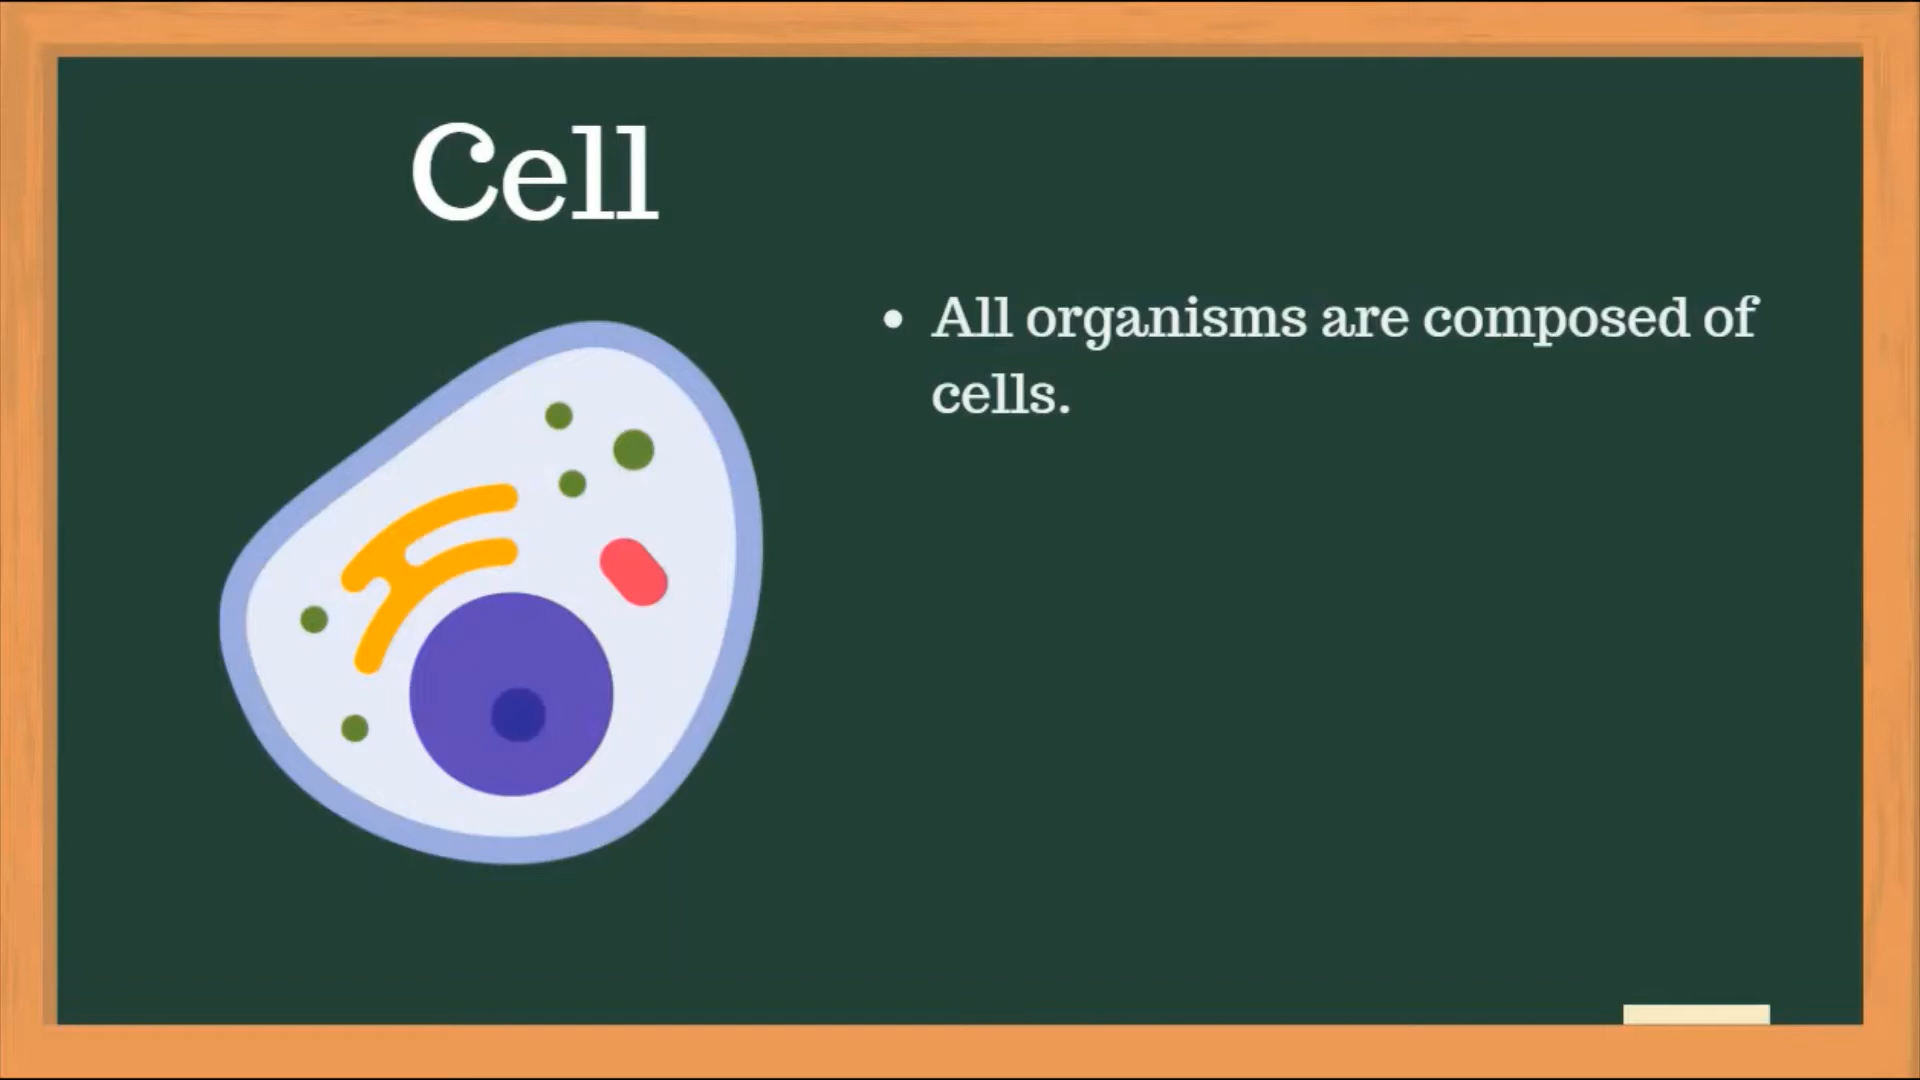 Cell
• All organisms are composed of
cells.